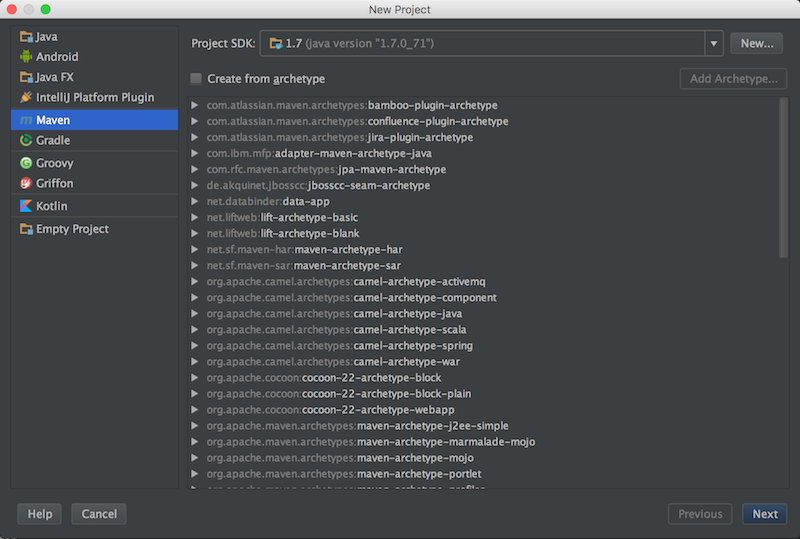 New Project
Java
Android
Java FX
IntelliJ Platform Plugin
Maven
Gradle
Groovy
Griffon
Kotlin
Empty Project
Project SDK: 1.7 (java version "1.7.0_71") New...
Create from archetype Add Archetype...
com.atlassian.maven.archetypes:bamboo-plugin-archetype
com.atlassian.maven.archetypes:confluence-plugin-archetype
com.atlassian.maven.archetypes:jira-plugin-archetype
com.ibm.mfp:adapter-maven-archetype-java
com.rfc.maven.archetypes:jpa-maven-archetype
de.akquinet.jbosscc:jbosscc-seam-archetype
net.databinder:data-app
net.liftweb:lift-archetype-basic
net.liftweb:lift-archetype-blank
net.sf.maven-har:maven-archetype-har
net.sf.maven-sar:maven-archetype-sar
org.apache.camel.archetypes:camel-archetype-activemq
org.apache.camel.archetypes:camel-archetype-component
org.apache.camel.archetypes:camel-archetype-java
org.apache.camel.archetypes:camel-archetype-scala
org.apache.camel.archetypes:camel-archetype-spring
org.apache.camel.archetypes:camel-archetype-war
org.apache.cocoon:cocoon-22-archetype-block
org.apache.cocoon:cocoon-22-archetype-block-plain
org.apache.cocoon:cocoon-22-archetype-webapp
org.apache.maven.archetypes:maven-archetype-j2ee-simple
org.apache.maven.archetypes:maven-archetype-marmalade-mojo
org.apache.maven.archetypes:maven-archetype-mojo
org.apache.maven.archetypes:maven-archetype-portlet
Help Cancel Previous Next